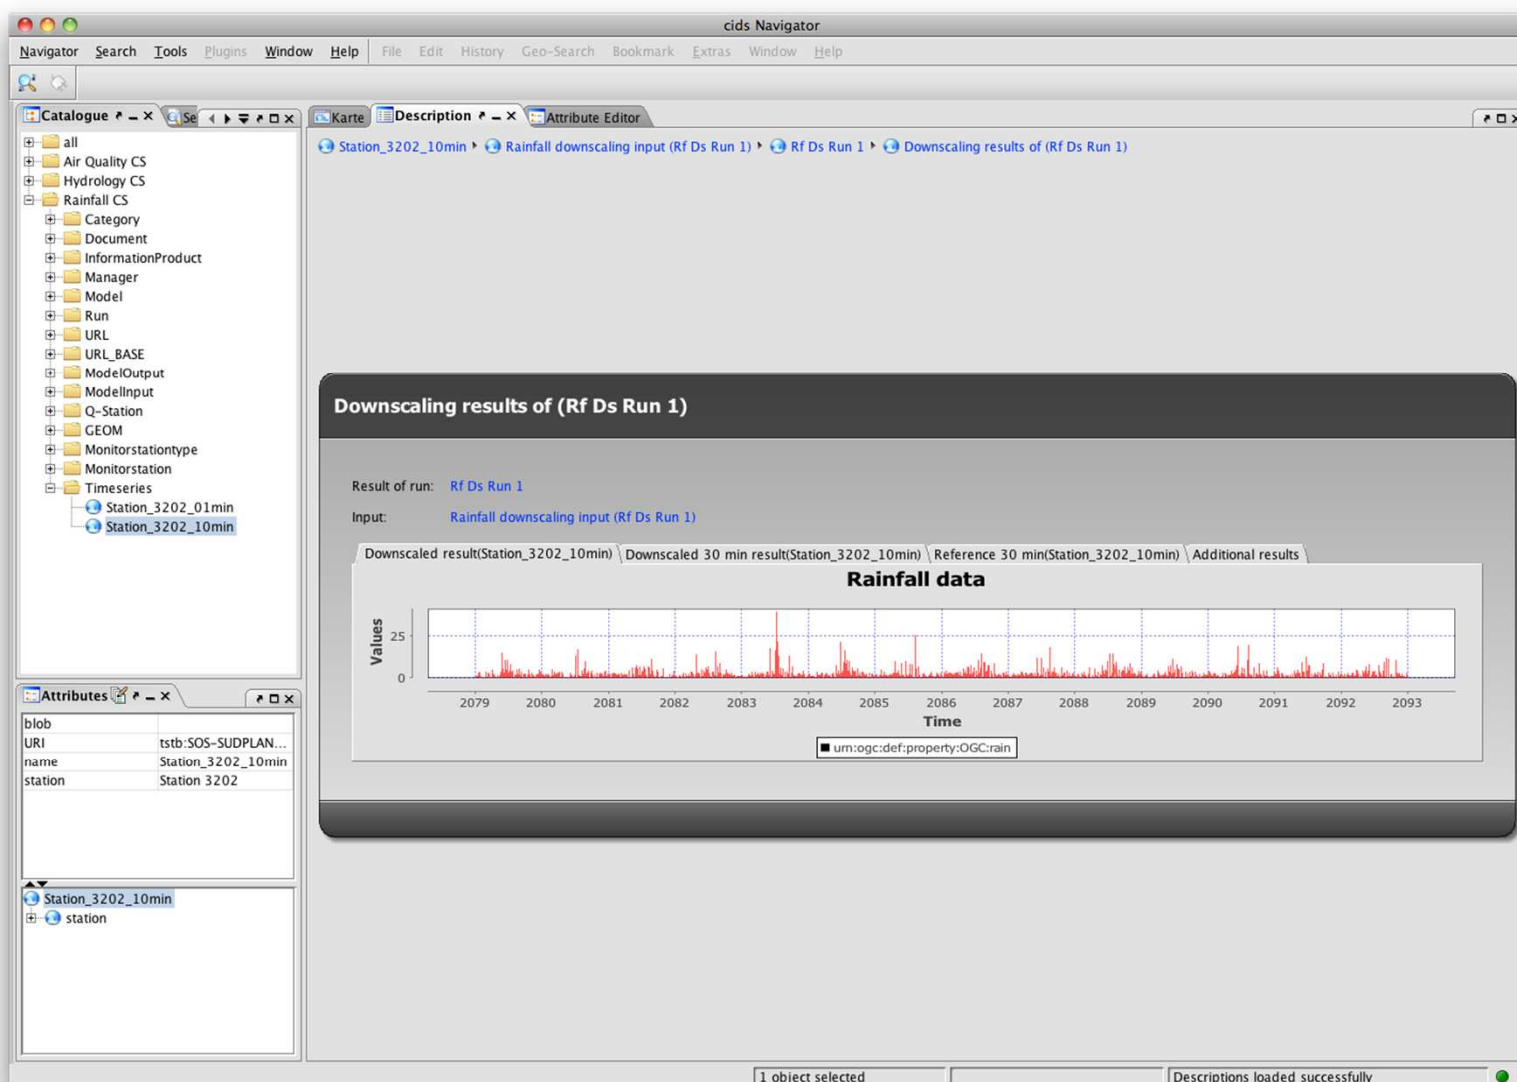 cids Navigator
Navigator Search Tools Plugins Window Help File Edit History Geo-Search Bookmark Extras Window Help
Catalogue Se
Karte Description Attribute Editor
Station_3202_10min Rainfall downscaling input (Rf Ds Run 1) Rf Ds Run 1 Downscaling results of (Rf Ds Run 1)
all
Air Quality CS
Hydrology CS
Rainfall CS
Category
Document
InformationProduct
Manager
Model
Run
URL
URL_BASE
ModelOutput
ModelInput
Q-Station
GEOM
Monitorstationtype
Monitorstation
Timeseries
Station_3202_01min
Station_3202_10min
Downscaling results of (Rf Ds Run 1)
Result of run: Rf Ds Run 1
Input: Rainfall downscaling input (Rf Ds Run 1)
Downscaled result(Station_3202_10min) Downscaled 30 min result(Station_3202_10min) Reference 30 min(Station_3202_10min) Additional results
Rainfall data
Values
25
0
2079 2080 2081 2082 2083 2084 2085 2086 2087 2088 2089 2090 2091 2092 2093
Time
urn:ogc:def:property:OGC:rain
Attributes
blob
URI tstb:SOS-SUDPLAN...
name Station_3202_10min
station Station 3202
Station_3202_10min
station
1 object selected
Descriptions loaded successfully